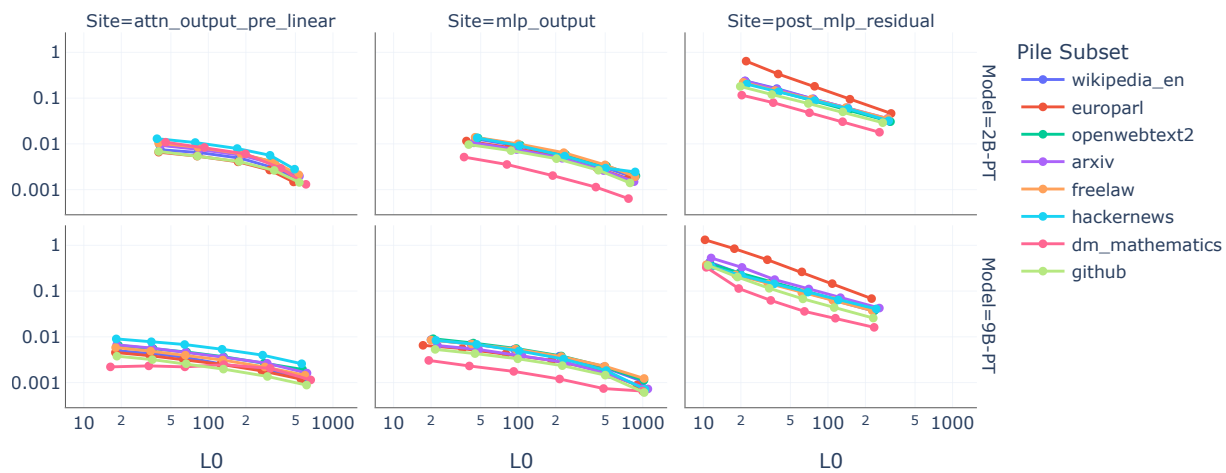 Site=attn_output_pre_linear Site=mlp_output Site=post_mlp_residual
1
0.1
0.01
0.001
Model=2B-PT
1
0.1
0.01
0.001
Model=9B-PT
10 2 5 100 2 5 1000 10 2 5 100 2 5 1000 10 2 5 100 2 5 1000
L0 L0 L0
Pile Subset
wikipedia_en
europarl
openwebtext2
arxiv
freelaw
hackernews
dm_mathematics
github